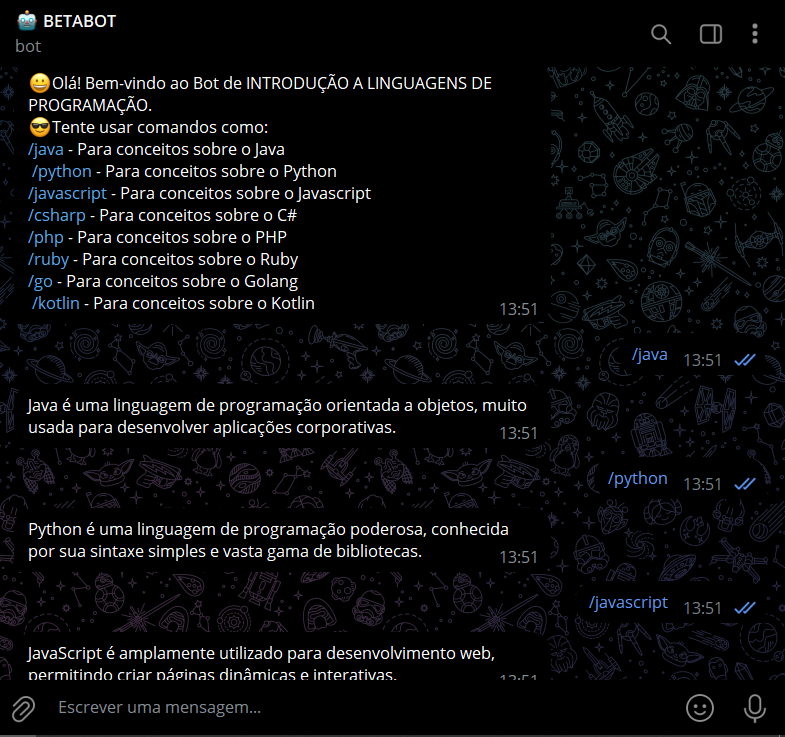 BETABOT
bot
Olá! Bem-vindo ao Bot de INTRODUÇÃO A LINGUAGENS DE
PROGRAMAÇÃO.
Tente usar comandos como:
/java - Para conceitos sobre o Java
/python - Para conceitos sobre o Python
/javascript - Para conceitos sobre o Javascript
/csharp - Para conceitos sobre o C#
/php - Para conceitos sobre o PHP
/ruby - Para conceitos sobre o Ruby
/go - Para conceitos sobre o Golang
/kotlin - Para conceitos sobre o Kotlin
13:51
/java 13:51
Java é uma linguagem de programação orientada a objetos, muito
usada para desenvolver aplicações corporativas.
13:51
/python 13:51
Python é uma linguagem de programação poderosa, conhecida
por sua sintaxe simples e vasta gama de bibliotecas.
13:51
/javascript 13:51
JavaScript é amplamente utilizado para desenvolvimento web,
permitindo criar páginas dinâmicas e interativas.
13:51
Escrever uma mensagem...